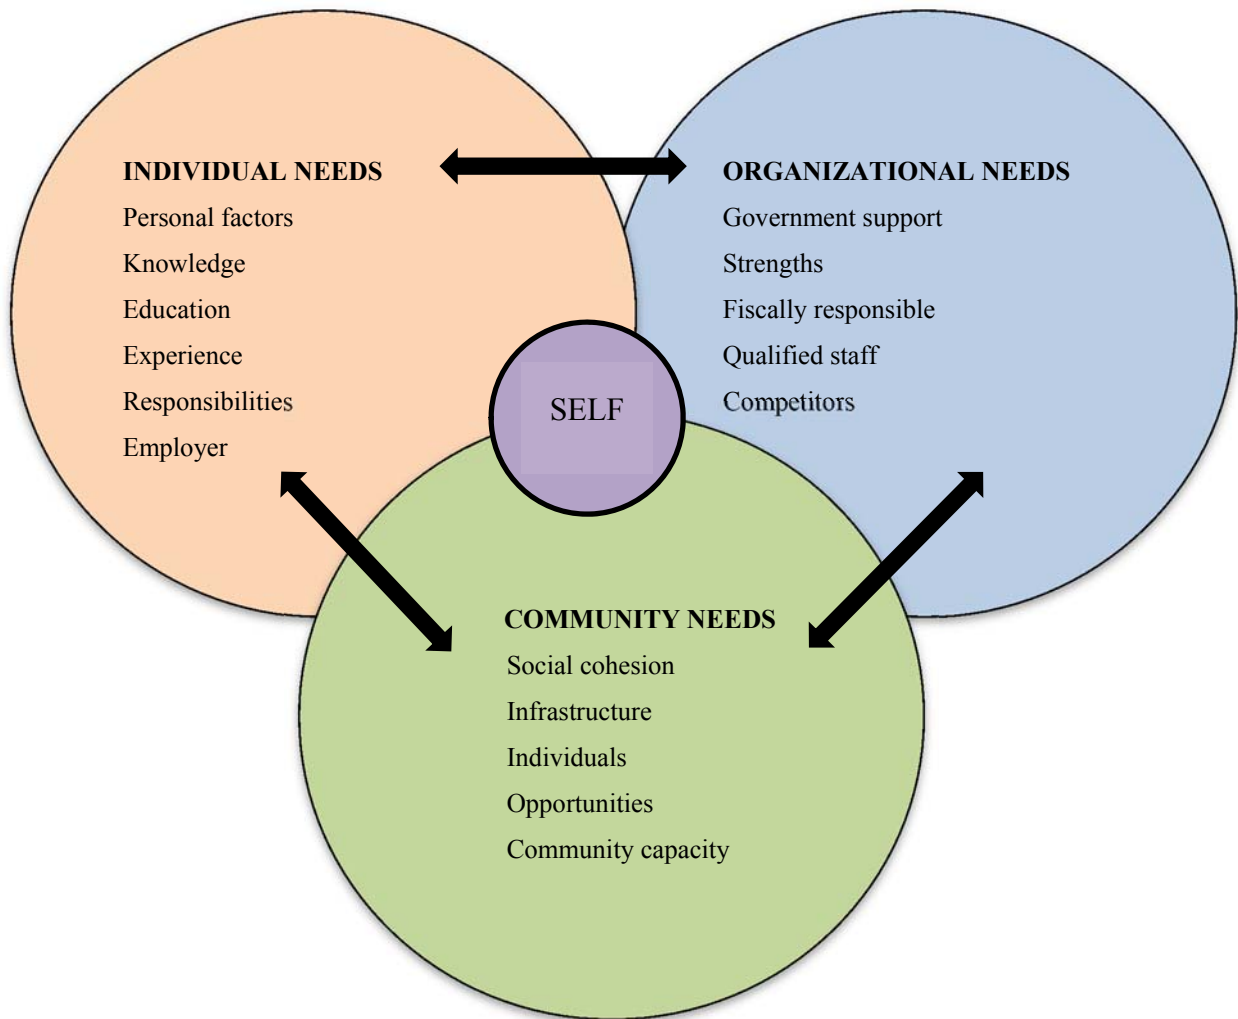 INDIVIDUAL NEEDS
Personal factors
Knowledge
Education
Experience
Responsibilities
Employer
ORGANIZATIONAL NEEDS
Government support
Strengths
Fiscally responsible
Qualified staff
Competitors
SELF
COMMUNITY NEEDS
Social cohesion
Infrastructure
Individuals
Opportunities
Community capacity